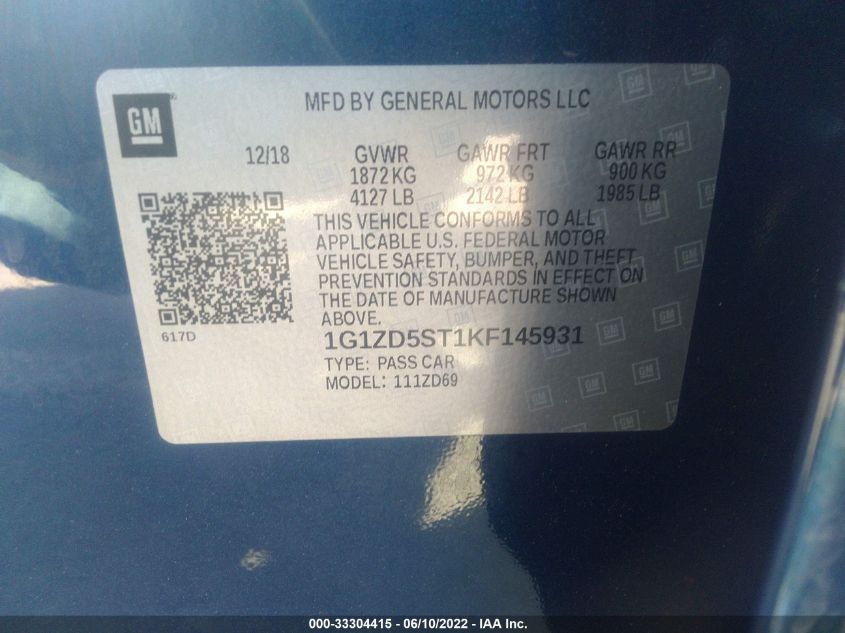 GM
MFD BY GENERAL MOTORS LLC
12/18 GVWR GAWR FRT GAWR RR
1872 KG 972 KG 900 KG
4127 LB 2142 LB 1985 LB
THIS VEHICLE CONFORMS TO ALL
APPLICABLE U.S. FEDERAL MOTOR
VEHICLE SAFETY, BUMPER, AND THEFT
PREVENTION STANDARDS IN EFFECT ON
THE DATE OF MANUFACTURE SHOWN
ABOVE.
617D
1G1ZD5ST1KF145931
TYPE: PASS CAR
MODEL: 111ZD69
000-33304415 - 06/10/2022 - IAA Inc.